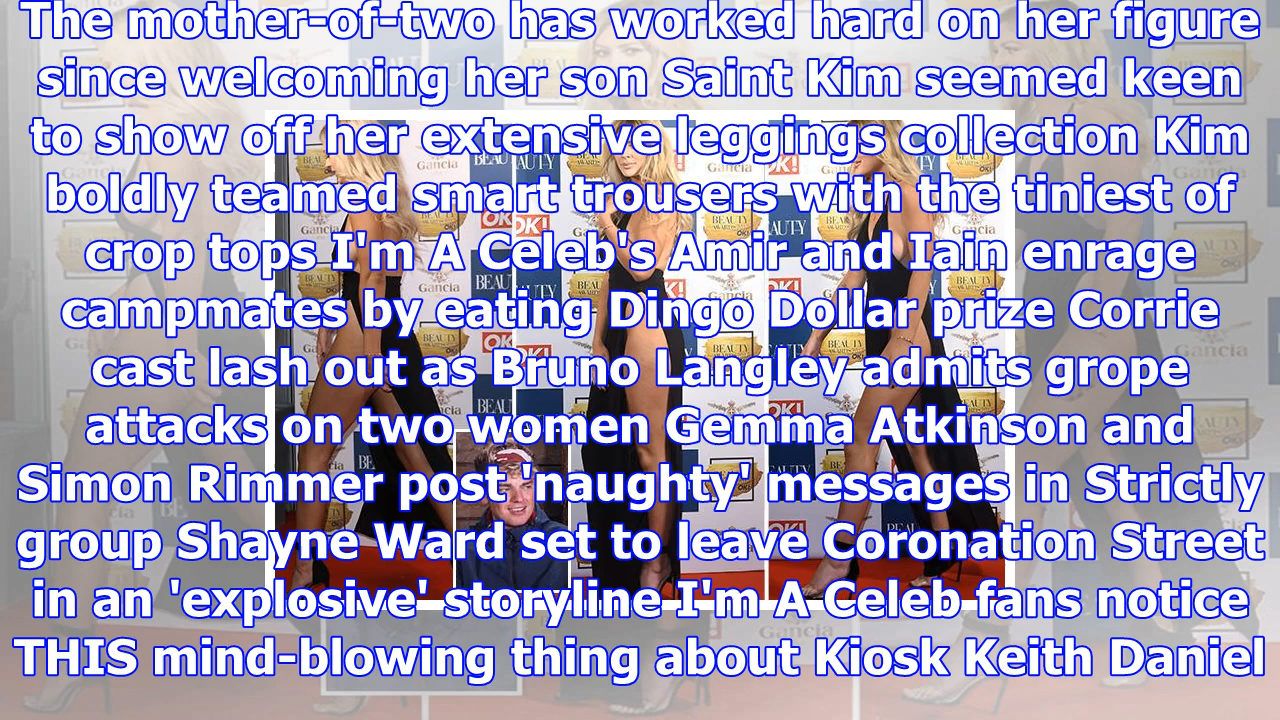 The mother-of-two has worked hard on her figure
since welcoming her son Saint Kim seemed keen
to show off her extensive leggings collection Kim
boldly teamed smart trousers with the tiniest of
crop tops I'm A Celeb's Amir and Iain enrage
campmates by eating Dingo Dollar prize Corrie
cast lash out as Bruno Langley admits grope
attacks on two women Gemma Atkinson and
Simon Rimmer post 'naughty' messages in Strictly
group Shayne Ward set to leave Coronation Street
in an 'explosive' storyline I'm A Celeb fans notice
THIS mind-blowing thing about Kiosk Keith Daniel